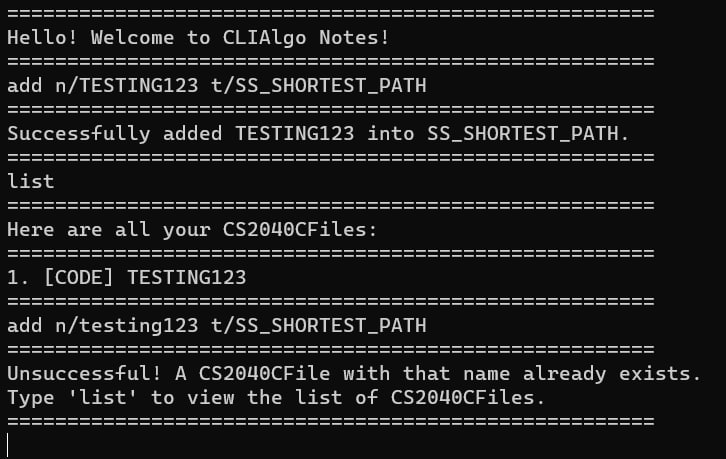 ======================================================
Hello! Welcome to CLIAlgo Notes!
======================================================
add n/TESTING123 t/SS_SHORTEST_PATH
======================================================
Successfully added TESTING123 into SS_SHORTEST_PATH.
======================================================
list
======================================================
Here are all your CS2040CFiles:
======================================================
1. [CODE] TESTING123
======================================================
add n/testing123 t/SS_SHORTEST_PATH
======================================================
Unsuccessful! A CS2040CFile with that name already exists.
Type 'list' to view the list of CS2040CFiles.
======================================================